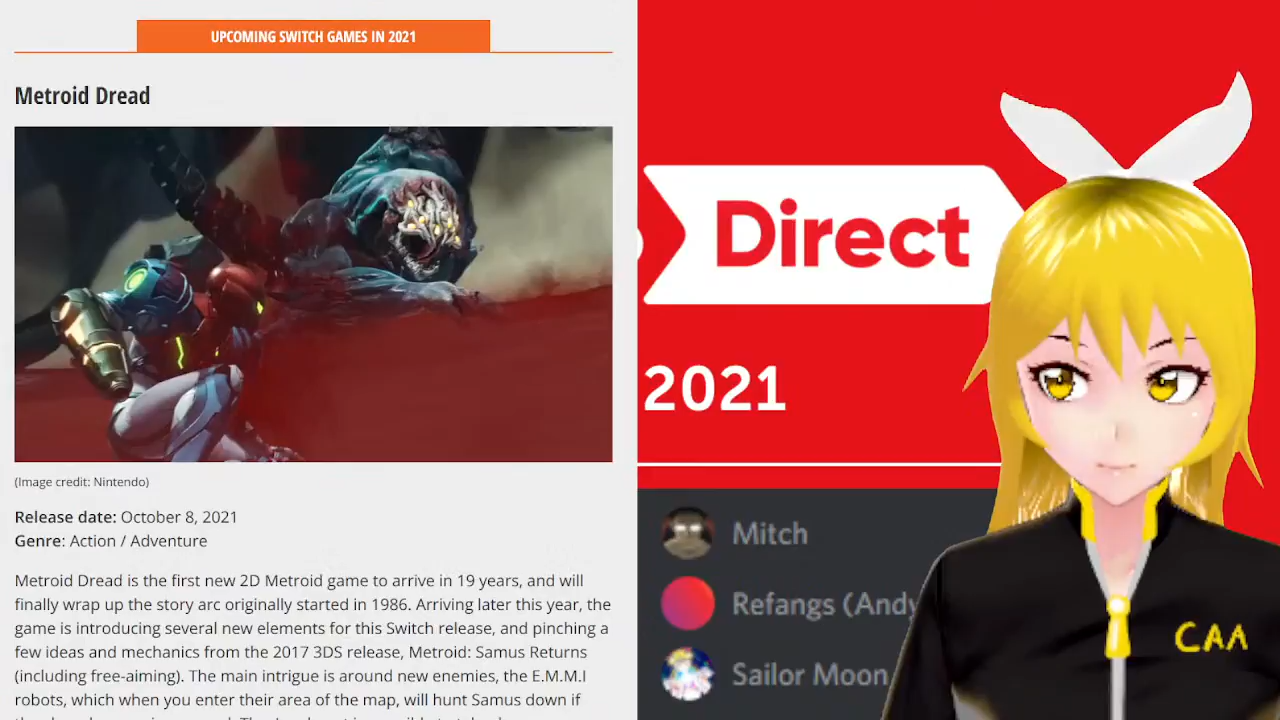 UPCOMING SWITCH GAMES IN 2021
Metroid Dread
(Image credit: Nintendo)
Release date: October 8, 2021
Genre: Action / Adventure
Metroid Dread is the first new 2D Metroid game to arrive in 19 years, and will
finally wrap up the story arc originally started in 1986. Arriving later this year, the
game is introducing several new elements for this Switch release, and pinching a
few ideas and mechanics from the 2017 3DS release, Metroid: Samus Returns
(including free-aiming). The main intrigue is around new enemies, the E.M.M.I
robots, which when you enter their area of the map, will hunt Samus down if
Direct
2021
Mitch
Refangs (Andy
Sailor Moon
CAA